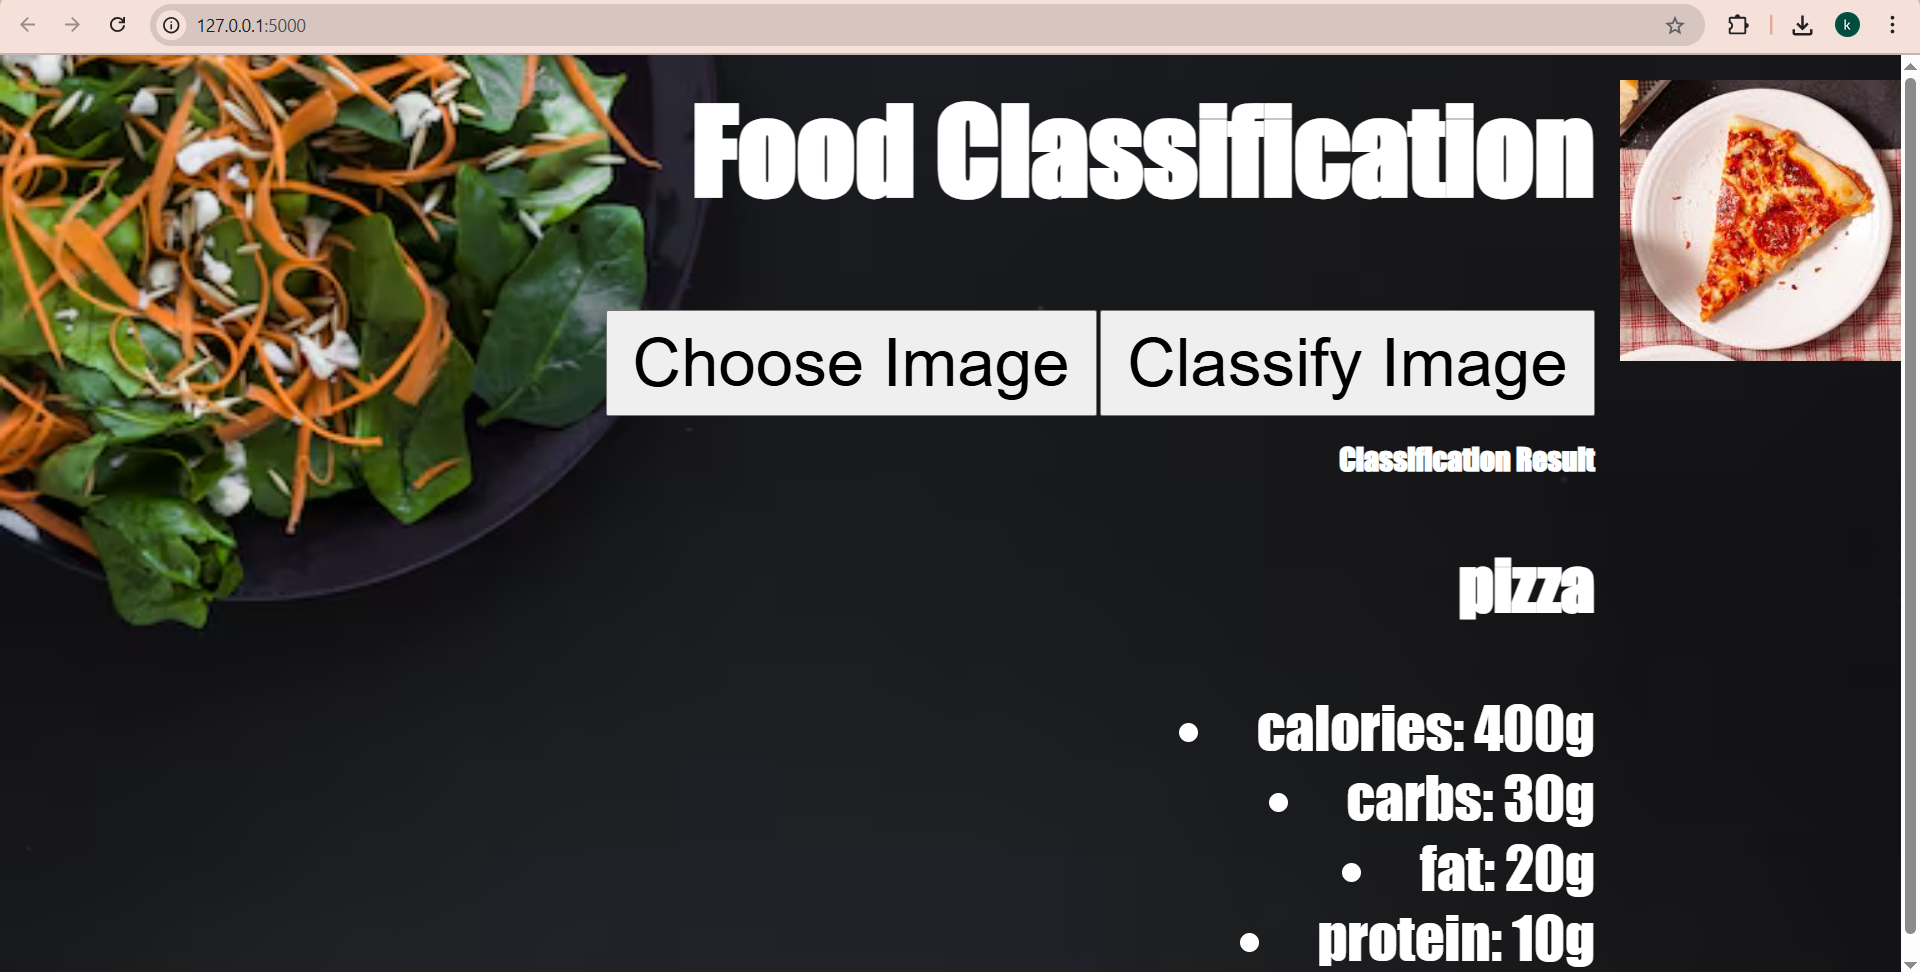 127.0.0.1:5000
k
Food Classification
Choose Image
Classify Image
Classification Result
pizza
calories: 400g
carbs: 30g
fat: 20g
protein: 10g